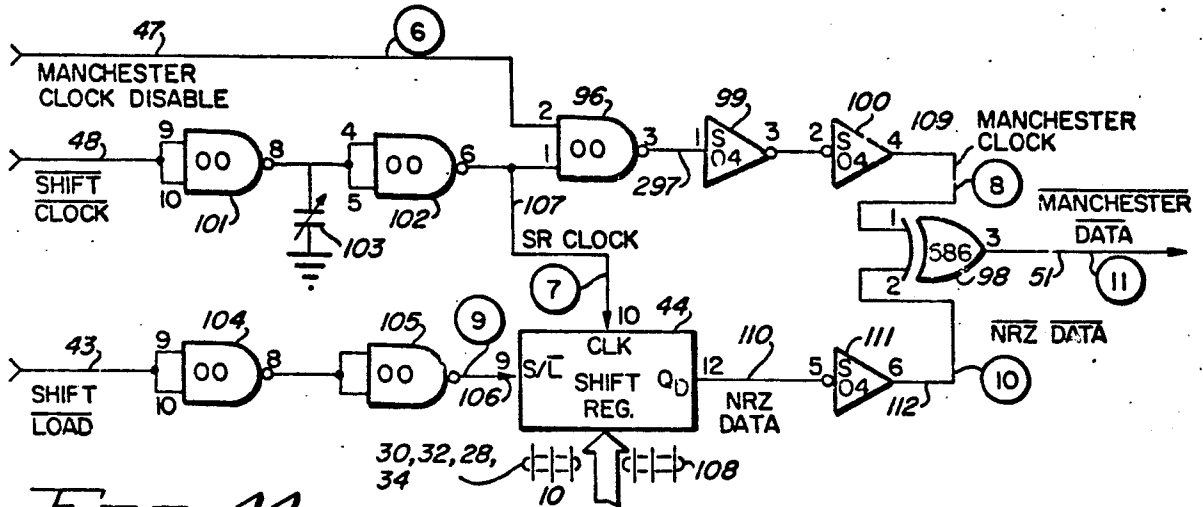 47
6
MANCHESTER
CLOCK DISABLE
2
96
00
3
1
297
1
99
S
04
3
2
100
S
04
4
109
MANCHESTER
CLOCK
8
48
SHIFT
CLOCK
9
10
00
8
101
103
4
5
00
6
102
107
SR CLOCK
7
1
2
S86
3
98
MANCHESTER
DATA
51
11
NRZ DATA
10
43
SHIFT
LOAD
9
10
104
00
8
105
00
9
9
106
10
44
CLK
S/L
SHIFT
REG.
QD
12
110
NRZ
DATA
5
111
S
04
6
112
30, 32, 28,
34
10
108